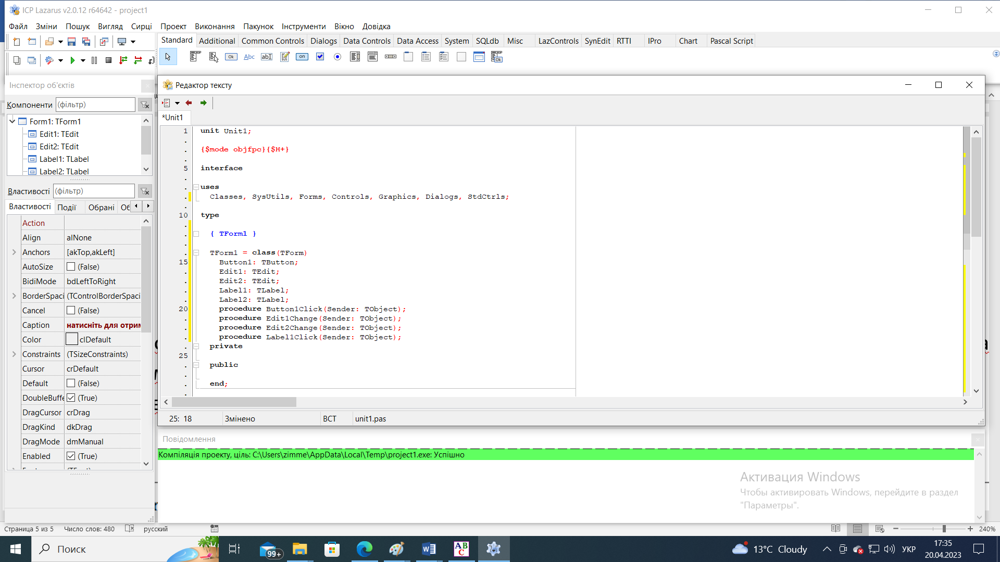 ІСР Lazarus v2.0.12 r64642 - project1
Файл Зміни Пошук Вигляд Сирці Проект Виконання Пакунок Інструменти Вікно Довідка
Standard Additional Common Controls Dialogs Data Controls Data Access System SQLdb Misc LazControls SynEdit RTTI IPro Chart Pascal Script
Ok Abc abI on Ok
Інспектор об'єктів
Компоненти (фільтр)
Form1: TForm1
Edit1: TEdit
Edit2: TEdit
Label1: TLabel
Label2: TLabel
Властивості (фільтр)
Властивості Події Обрані Об
Action
Align alNone
Anchors [akTop,akLeft]
AutoSize (False)
BidiMode bdLeftToRight
BorderSpaci (TControlBorderSpaci
Cancel (False)
Caption натисніть для отрим
Color clDefault
Constraints (TSizeConstraints)
Cursor crDefault
Default (False)
DoubleBuffe (True)
DragCursor crDrag
DragKind dkDrag
DragMode dmManual
Enabled (True)
Редактор тексту
*Unit1
1 unit Unit1;
{$mode objfpc}{$H+}
5 interface
uses
Classes, SysUtils, Forms, Controls, Graphics, Dialogs, StdCtrls;
10 type
{ TForm1 }
TForm1 = class(TForm)
15 Button1: TButton;
Edit1: TEdit;
Edit2: TEdit;
Label1: TLabel;
Label2: TLabel;
20 procedure Button1Click(Sender: TObject);
procedure Edit1Change(Sender: TObject);
procedure Edit2Change(Sender: TObject);
procedure Label1Click(Sender: TObject);
private
25
public
end;
25: 18 Змінено ВСТ unit1.pas
Повідомлення
Компіляція проекту, ціль: C:\Users\zimme\AppData\Local\Temp\project1.exe: Успішно
Активация Windows
Чтобы активировать Windows, перейдите в раздел
"Параметры".
Страница 5 из 5 Число слов: 480 русский 240%
Поиск 99+ ABC 13°C Cloudy УКР 17:35
20.04.2023